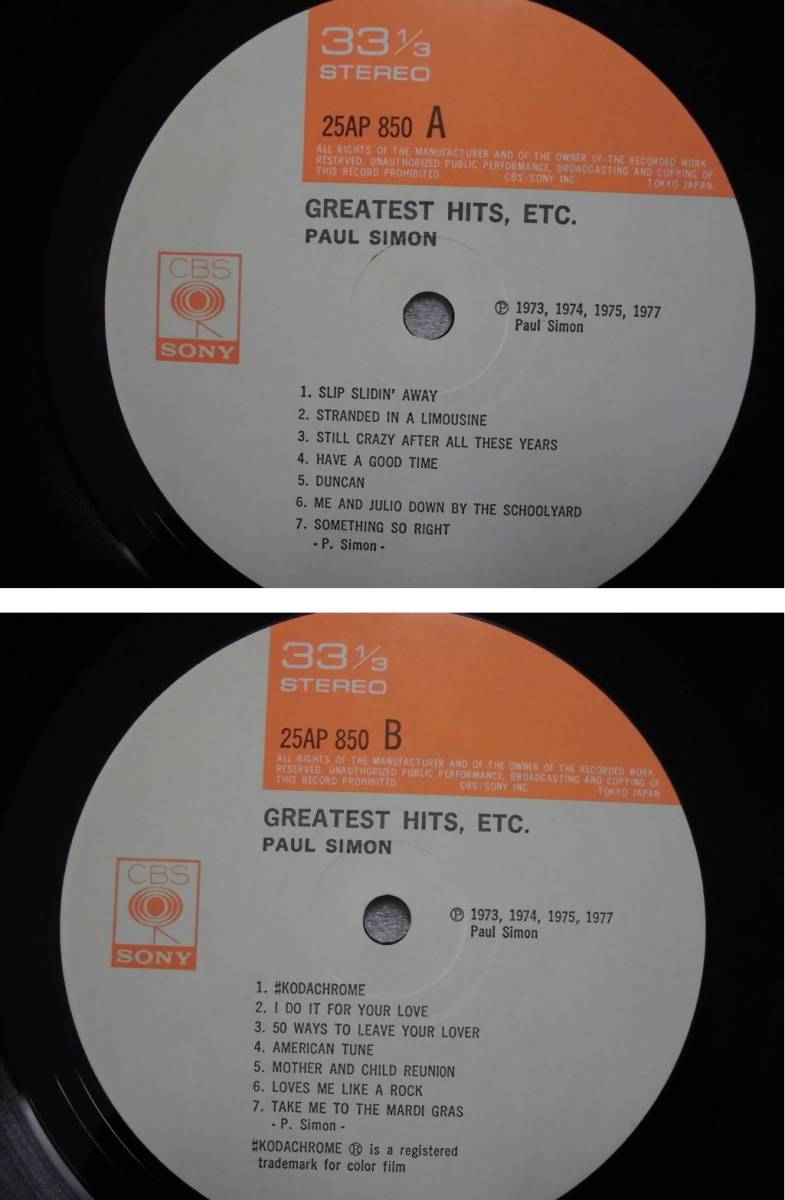 33 1/3
STEREO
25AP 850 A
ALL RIGHTS OF THE MANUFACTURER AND OF THE OWNER OF THE RECORDED WORK
RESERVED. UNAUTHORIZED PUBLIC PERFORMANCE, BROADCASTING AND COPYING OF
THIS RECORD PROHIBITED CBS/SONY INC. TOKYO JAPAN
GREATEST HITS, ETC.
PAUL SIMON
CBS
SONY
Ⓟ 1973, 1974, 1975, 1977
Paul Simon
1. SLIP SLIDIN' AWAY
2. STRANDED IN A LIMOUSINE
3. STILL CRAZY AFTER ALL THESE YEARS
4. HAVE A GOOD TIME
5. DUNCAN
6. ME AND JULIO DOWN BY THE SCHOOLYARD
7. SOMETHING SO RIGHT
- P. Simon -
33 1/3
STEREO
25AP 850 B
ALL RIGHTS OF THE MANUFACTURER AND OF THE OWNER OF THE RECORDED WORK
RESERVED. UNAUTHORIZED PUBLIC PERFORMANCE, BROADCASTING AND COPYING OF
THIS RECORD PROHIBITED CBS/SONY INC TOKYO JAPAN
GREATEST HITS, ETC.
PAUL SIMON
CBS
SONY
Ⓟ 1973, 1974, 1975, 1977
Paul Simon
1. #KODACHROME
2. I DO IT FOR YOUR LOVE
3. 50 WAYS TO LEAVE YOUR LOVER
4. AMERICAN TUNE
5. MOTHER AND CHILD REUNION
6. LOVES ME LIKE A ROCK
7. TAKE ME TO THE MARDI GRAS
- P. Simon -
#KODACHROME ® is a registered
trademark for color film